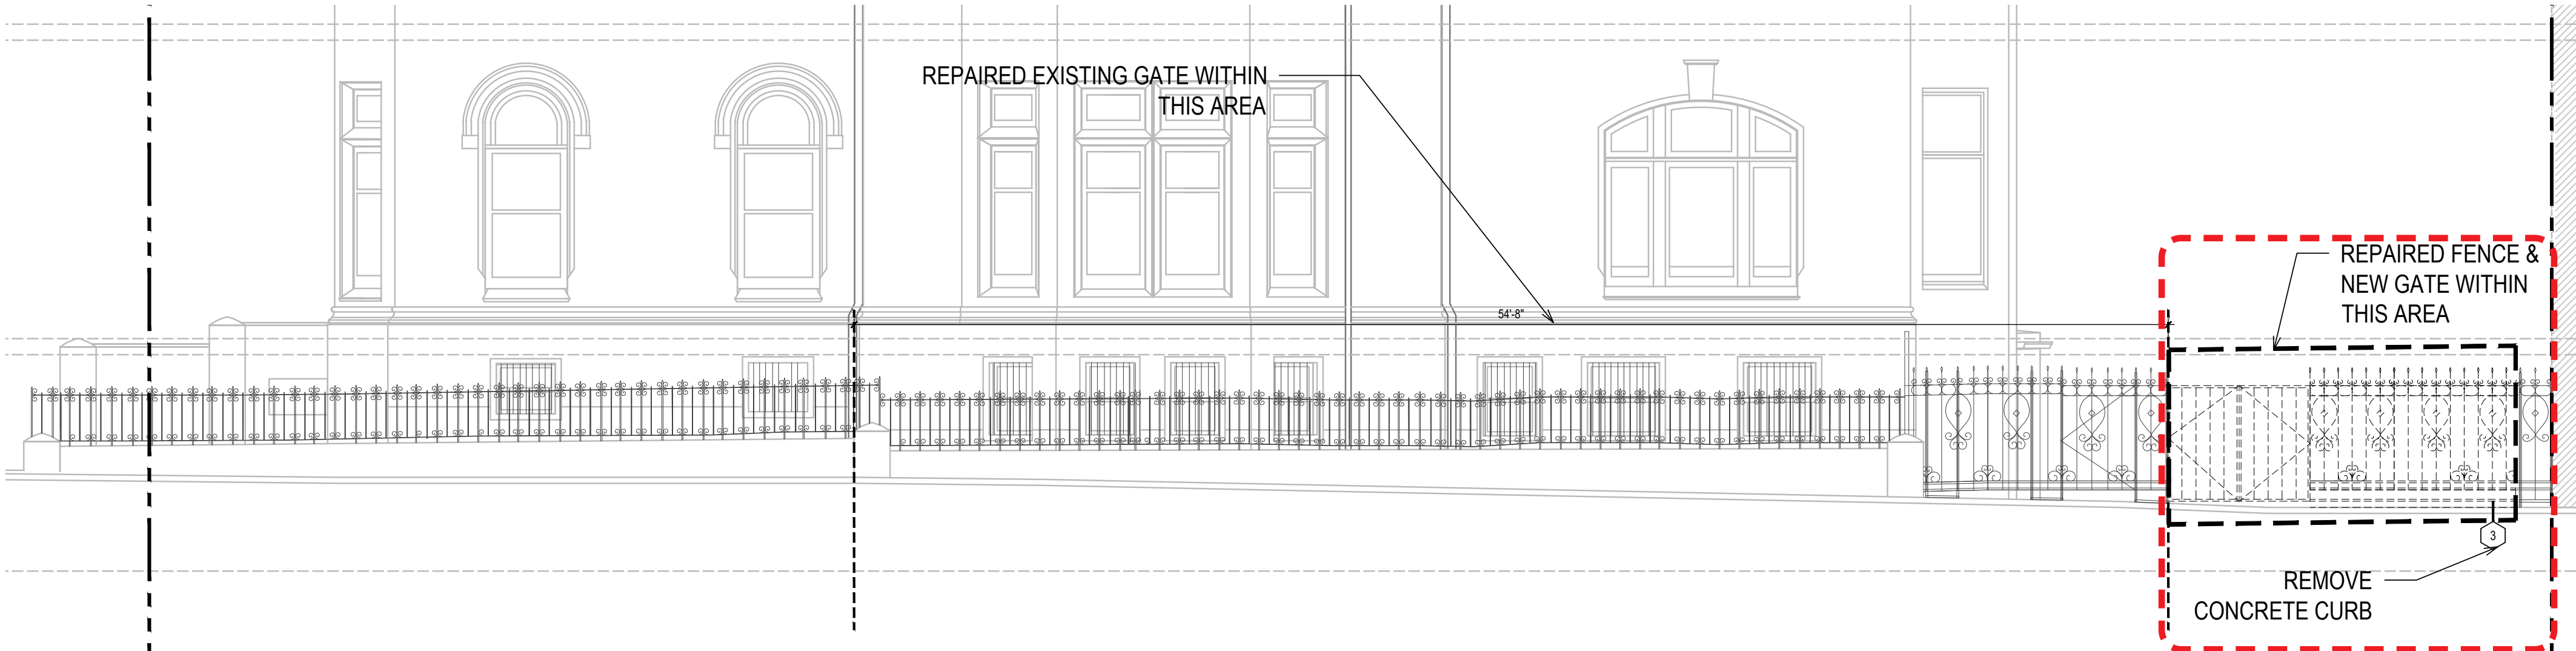 REPAIRED EXISTING GATE WITHIN
THIS AREA
54'-8"
REPAIRED FENCE &
NEW GATE WITHIN
THIS AREA
3
REMOVE
CONCRETE CURB